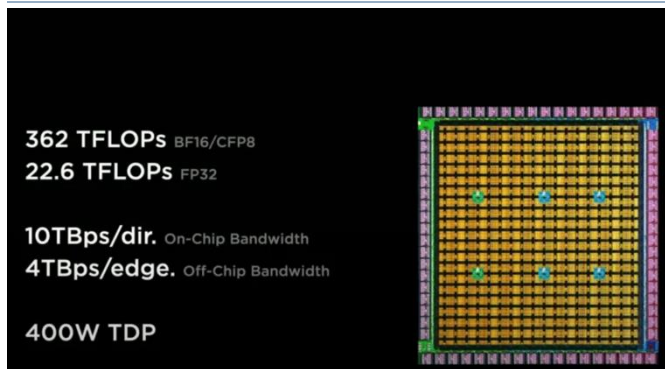 362 TFLOPs BF16/CFP8
22.6 TFLOPs FP32
10TBps/dir. On-Chip Bandwidth
4TBps/edge. Off-Chip Bandwidth
400W TDP